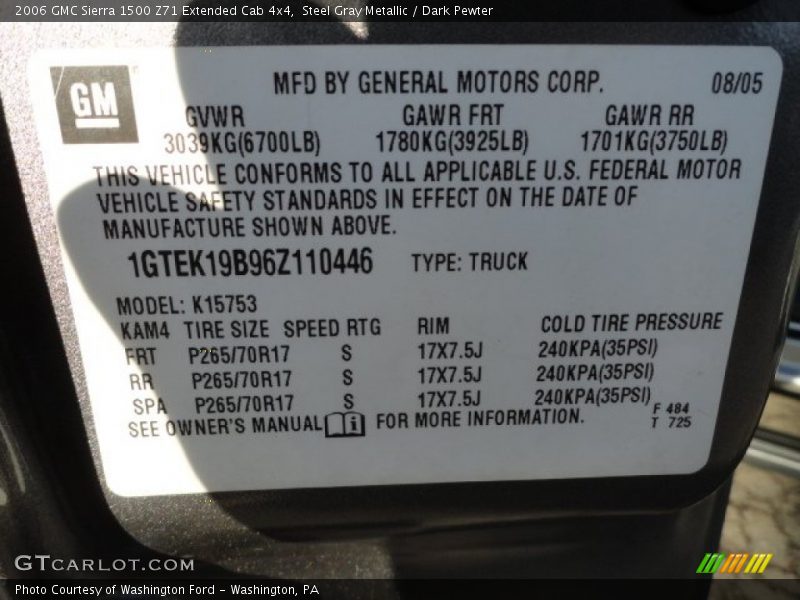 2006 GMC Sierra 1500 Z71 Extended Cab 4x4, Steel Gray Metallic / Dark Pewter
GM
MFD BY GENERAL MOTORS CORP. 08/05
GVWR GAWR FRT GAWR RR
3039KG(6700LB) 1780KG(3925LB) 1701KG(3750LB)
THIS VEHICLE CONFORMS TO ALL APPLICABLE U.S. FEDERAL MOTOR
VEHICLE SAFETY STANDARDS IN EFFECT ON THE DATE OF
MANUFACTURE SHOWN ABOVE.
1GTEK19B96Z110446 TYPE: TRUCK
MODEL: K15753
KAM4 TIRE SIZE SPEED RTG RIM COLD TIRE PRESSURE
FRT P265/70R17 S 17X7.5J 240KPA(35PSI)
RR P265/70R17 S 17X7.5J 240KPA(35PSI)
SPA P265/70R17 S 17X7.5J 240KPA(35PSI)
SEE OWNER'S MANUAL i FOR MORE INFORMATION.
F 484
T 725
GTCARLOT.COM
Photo Courtesy of Washington Ford - Washington, PA